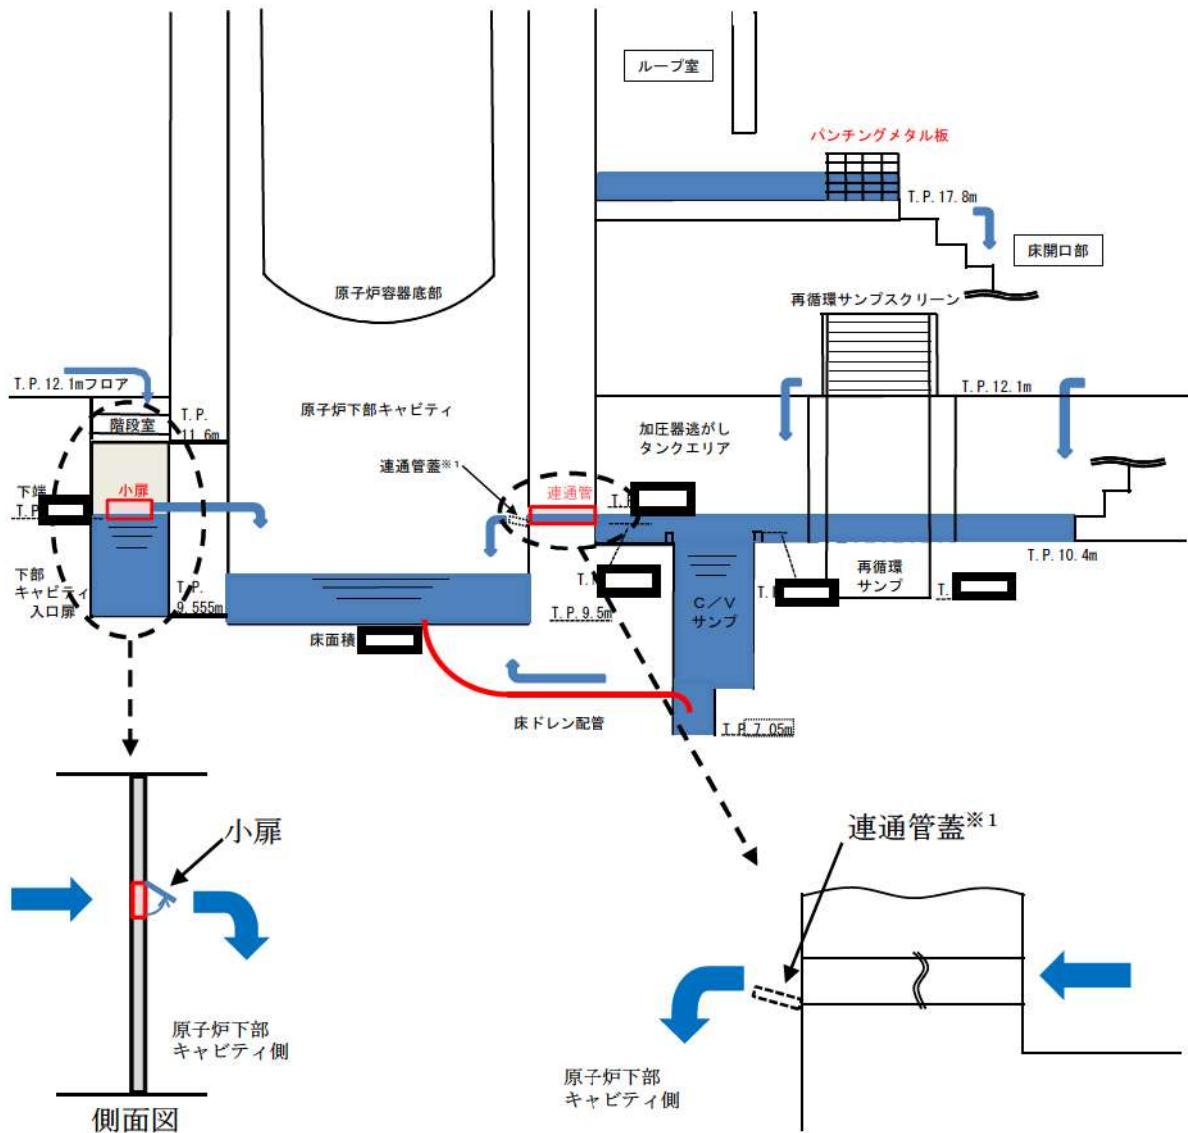 ループ室
パンチングメタル板
T.P.17.8m
床開口部
原子炉容器底部
再循環サンプスクリーン
T.P.12.1mフロア
T.P.12.1m
階段室
T.P.
11.6m
原子炉下部キャビティ
加圧器逃がし
タンクエリア
連通管蓋※1
連通管
下端
T.P
小扉
T.P
T.P.10.4m
下部
キャビティ
入口扉
T.P.
9.555m
再循環
サンプ
C/V
サンプ
T.P.9.5m
床面積
床ドレン配管
T.P.7.05m
小扉
連通管蓋※1
原子炉下部
キャビティ側
側面図
原子炉下部
キャビティ側